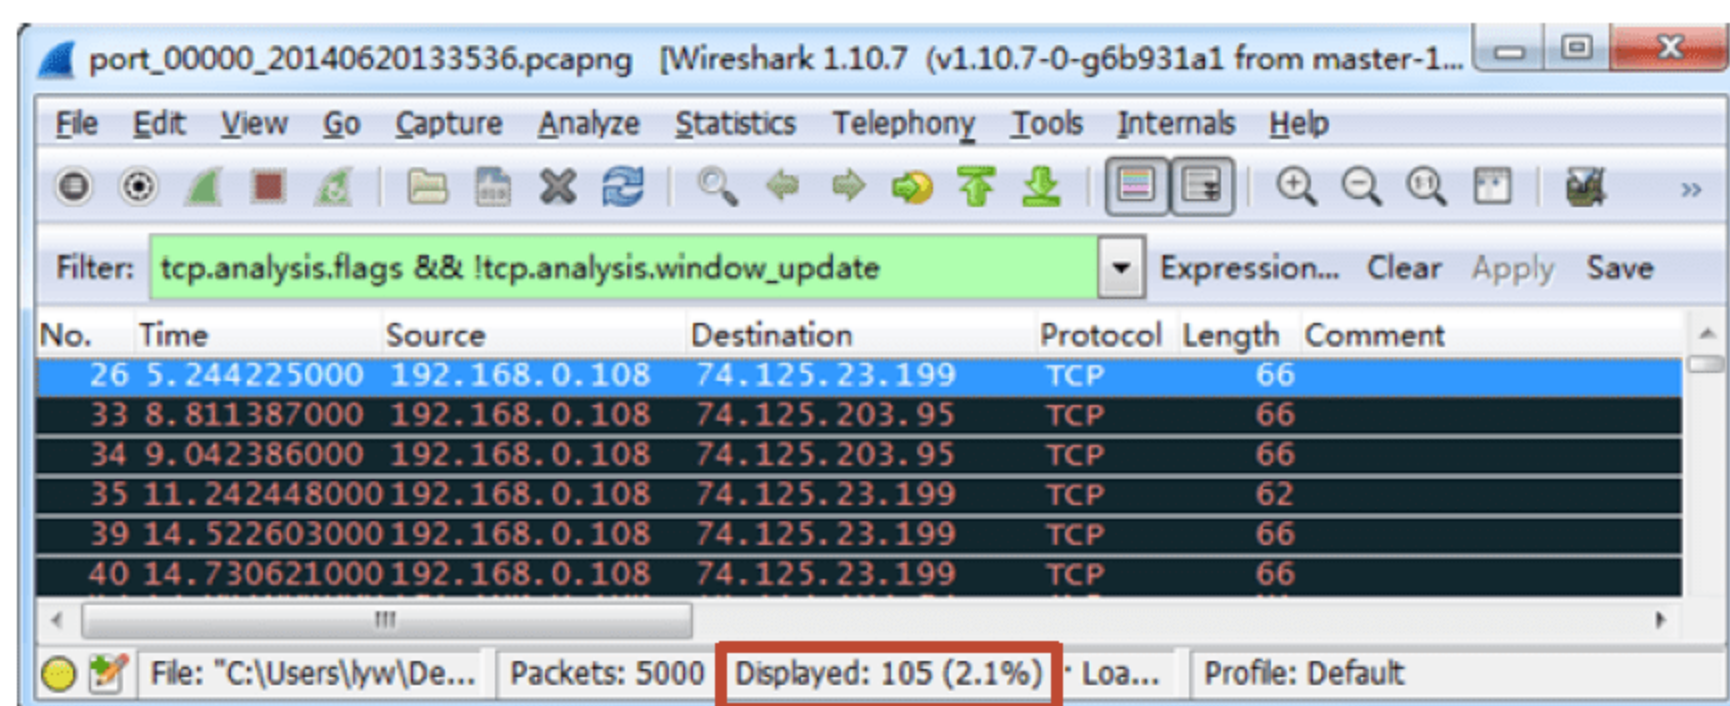 port_00000_20140620133536.pcapng [Wireshark 1.10.7 (v1.10.7-0-g6b931a1 from master-1...
File Edit View Go Capture Analyze Statistics Telephony Tools Internals Help
Filter: tcp.analysis.flags && !tcp.analysis.window_update Expression... Clear Apply Save
No. Time Source Destination Protocol Length Comment
26 5.244225000 192.168.0.108 74.125.23.199 TCP 66
33 8.811387000 192.168.0.108 74.125.203.95 TCP 66
34 9.042386000 192.168.0.108 74.125.203.95 TCP 66
35 11.242448000 192.168.0.108 74.125.23.199 TCP 62
39 14.522603000 192.168.0.108 74.125.23.199 TCP 66
40 14.730621000 192.168.0.108 74.125.23.199 TCP 66
File: "C:\Users\lyw\De... Packets: 5000 Displayed: 105 (2.1%) · Loa... Profile: Default